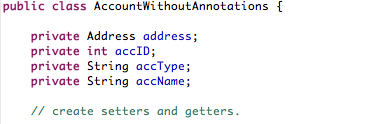 public class AccountWithoutAnnotations {
private Address address;
private int accID;
private String accType;
private String accName;
// create setters and getters.